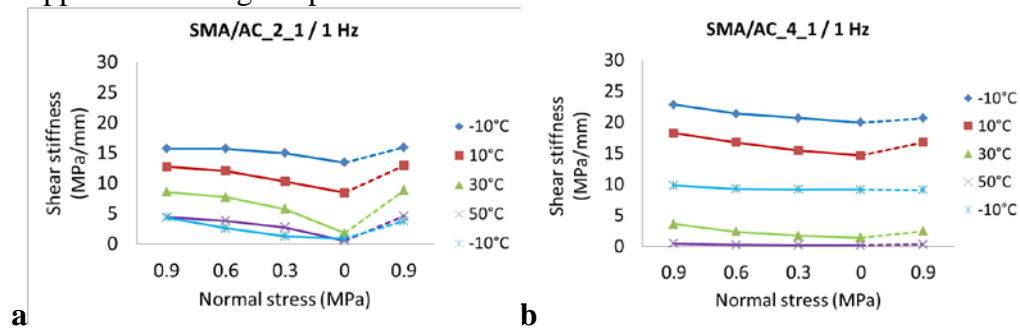 SMA/AC_2_1 / 1 Hz
30
25
20
15
10
5
0
Shear stiffness
(MPa/mm)
0.9 0.6 0.3 0 0.9
Normal stress (MPa)
-10°C
10°C
30°C
50°C
-10°C
a
SMA/AC_4_1 / 1 Hz
30
25
20
15
10
5
0
Shear stiffness
(MPa/mm)
0.9 0.6 0.3 0 0.9
Normal stress (MPa)
-10°C
10°C
30°C
50°C
-10°C
b